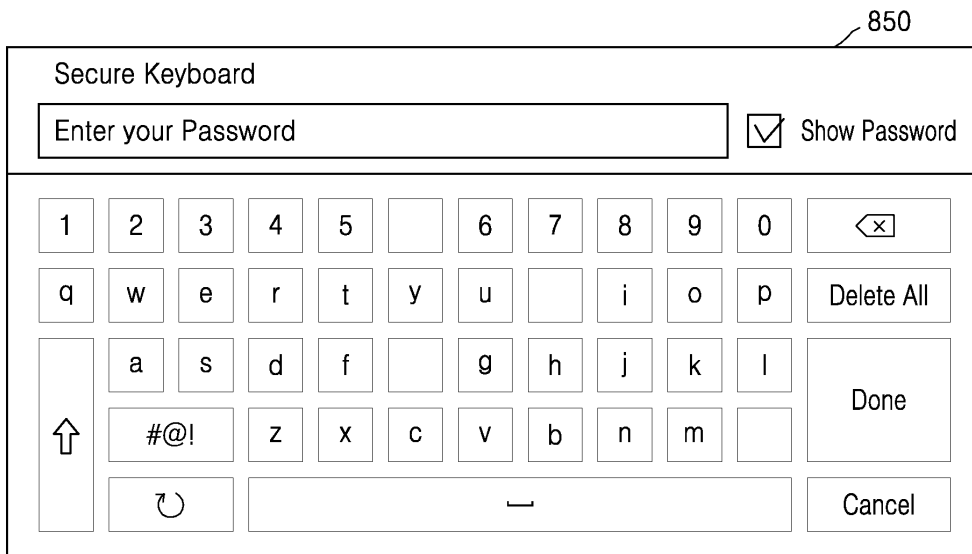 850
Secure Keyboard
Enter your Password Show Password
1 2 3 4 5 6 7 8 9 0
q w e r t y u i o p Delete All
a s d f g h j k l
Done
#@! z x c v b n m
Cancel